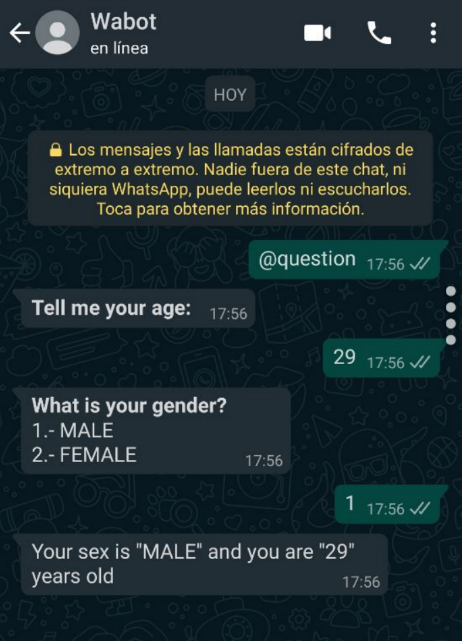 Wabot
en línea
HOY
Los mensajes y las llamadas están cifrados de
extremo a extremo. Nadie fuera de este chat, ni
siquiera WhatsApp, puede leerlos ni escucharlos.
Toca para obtener más información.
@question 17:56
Tell me your age: 17:56
29 17:56
What is your gender?
1.- MALE
2.- FEMALE 17:56
1 17:56
Your sex is "MALE" and you are "29"
years old 17:56